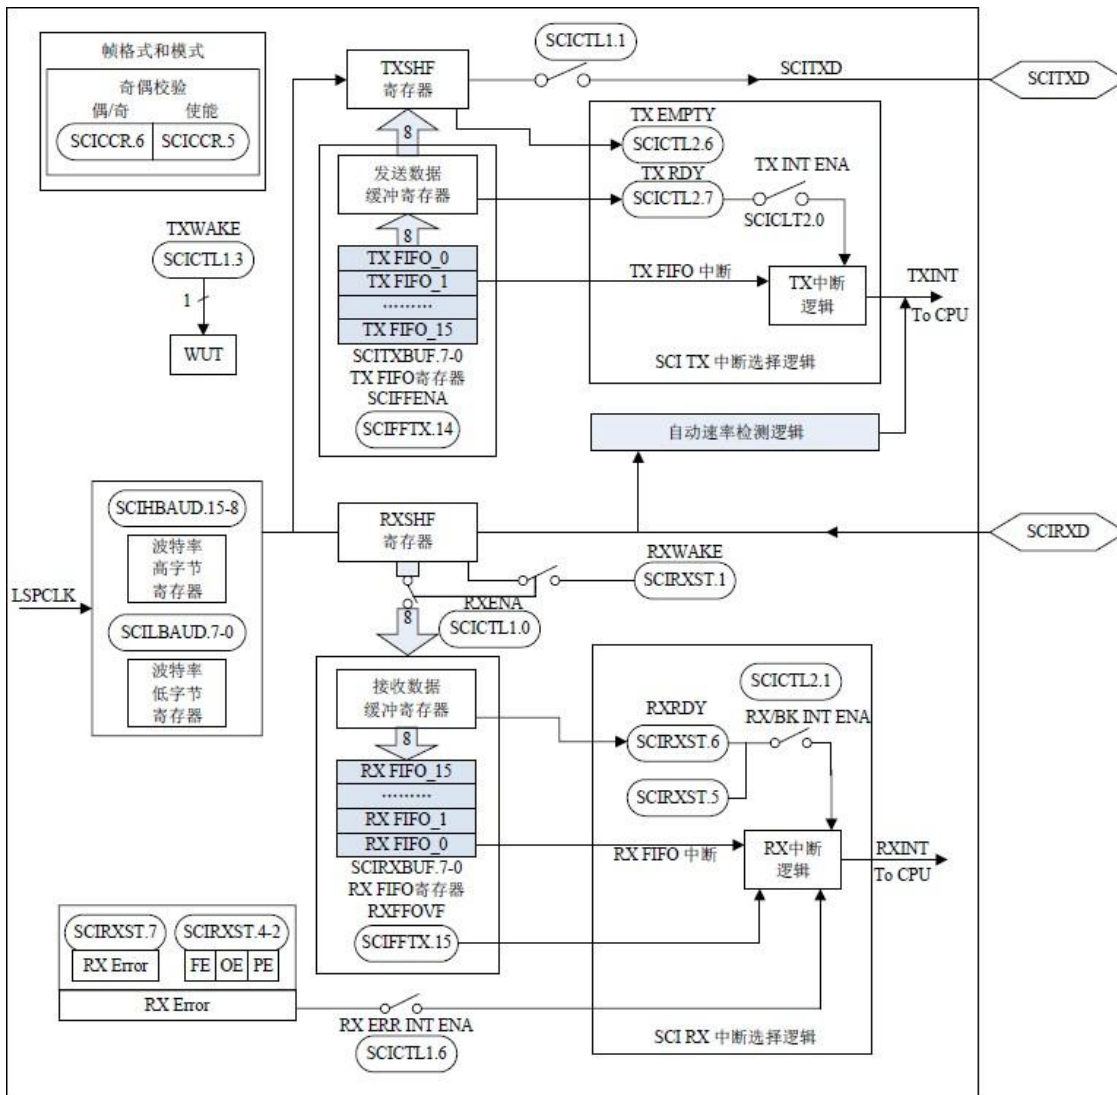 帧格式和模式
奇偶校验
偶/奇 使能
SCICCR.6 SCICCR.5
TXWAKE
SCICTL1.3
1
WUT
TXSHF
寄存器
8
发送数据
缓冲寄存器
8
TX FIFO_0
TX FIFO_1
………
TX FIFO_15
SCITXBUF.7-0
TX FIFO寄存器
SCIFFENA
SCIFFTX.14
SCICTL1.1
SCITXD
SCITXD
TX EMPTY
SCICTL2.6
TX RDY
SCICTL2.7
TX INT ENA
SCICLT2.0
TX FIFO 中断
TX中断
逻辑
TXINT
To CPU
SCI TX 中断选择逻辑
自动速率检测逻辑
LSPCLK
SCIHBAUD.15-8
波特率
高字节
寄存器
SCILBAUD.7-0
波特率
低字节
寄存器
RXSHF
寄存器
SCIRXD
RXWAKE
SCIRXST.1
RXENA
SCICTL1.0
8
接收数据
缓冲寄存器
8
RX FIFO_15
………
RX FIFO_1
RX FIFO_0
SCIRXBUF.7-0
RX FIFO寄存器
RXFFOVF
SCIFFTX.15
SCICTL2.1
RXRDY
SCIRXST.6
RX/BK INT ENA
SCIRXST.5
RX FIFO 中断
RX中断
逻辑
RXINT
To CPU
SCI RX 中断选择逻辑
SCIRXST.7 SCIRXST.4-2
RX Error FE OE PE
RX Error
RX ERR INT ENA
SCICTL1.6